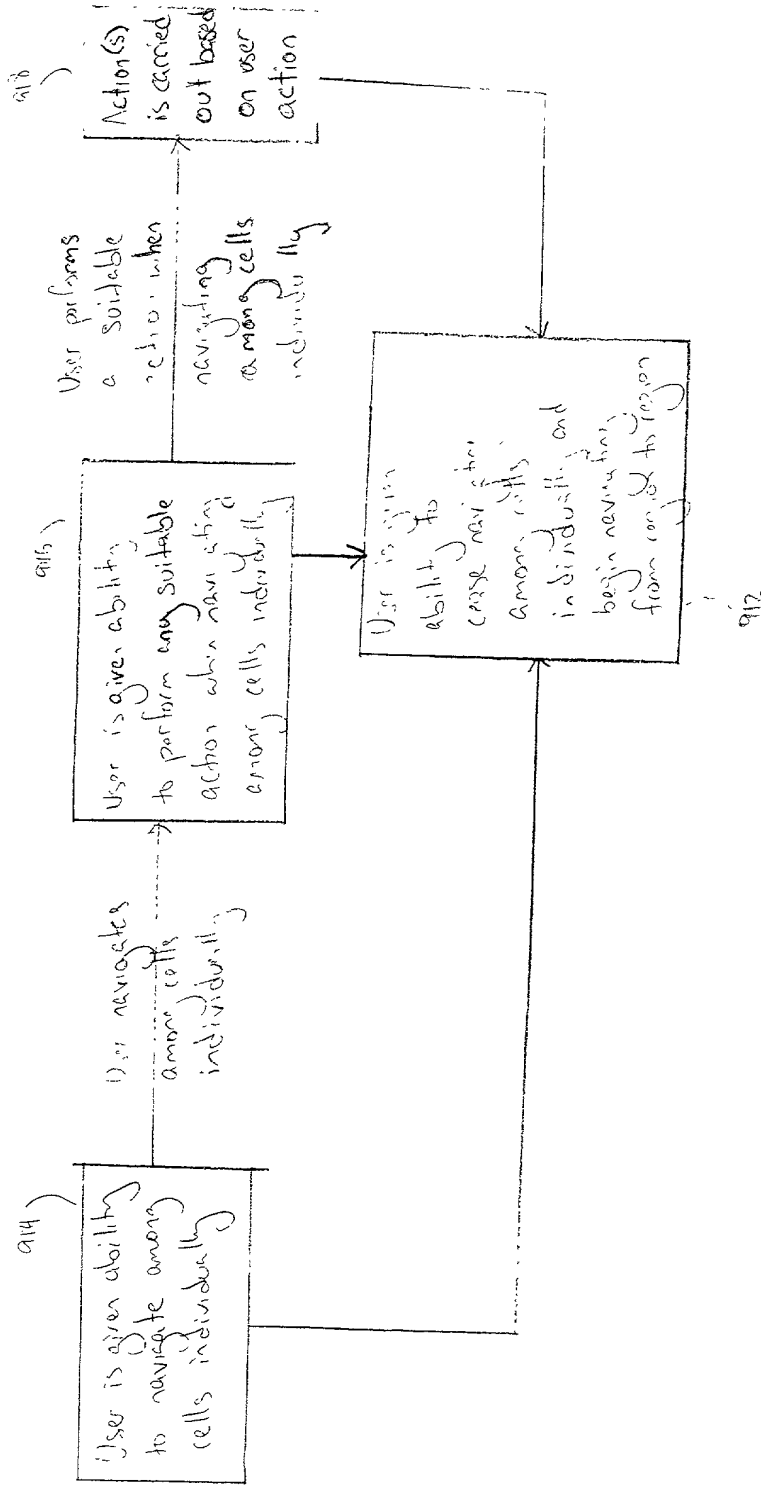 914
User is given ability
to navigate among
cells individually
User navigates
among cells
individually
916
User is given ability
to perform any suitable
action when navigating
among cells individually
User performs
a suitable
action when
navigating
among cells
individually
918
Action(s)
is carried
out based
on user
action
User is given
ability to
cease navigating
among cells
individually and
begin navigating
from region to region
912